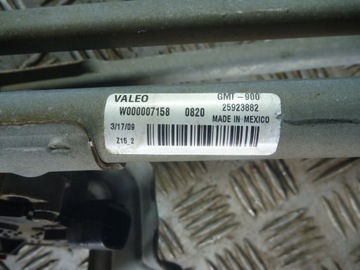 VALEO GMT-900
W000007158 0820 25923882
3/17/09 MADE IN MEXICO
Z15_2